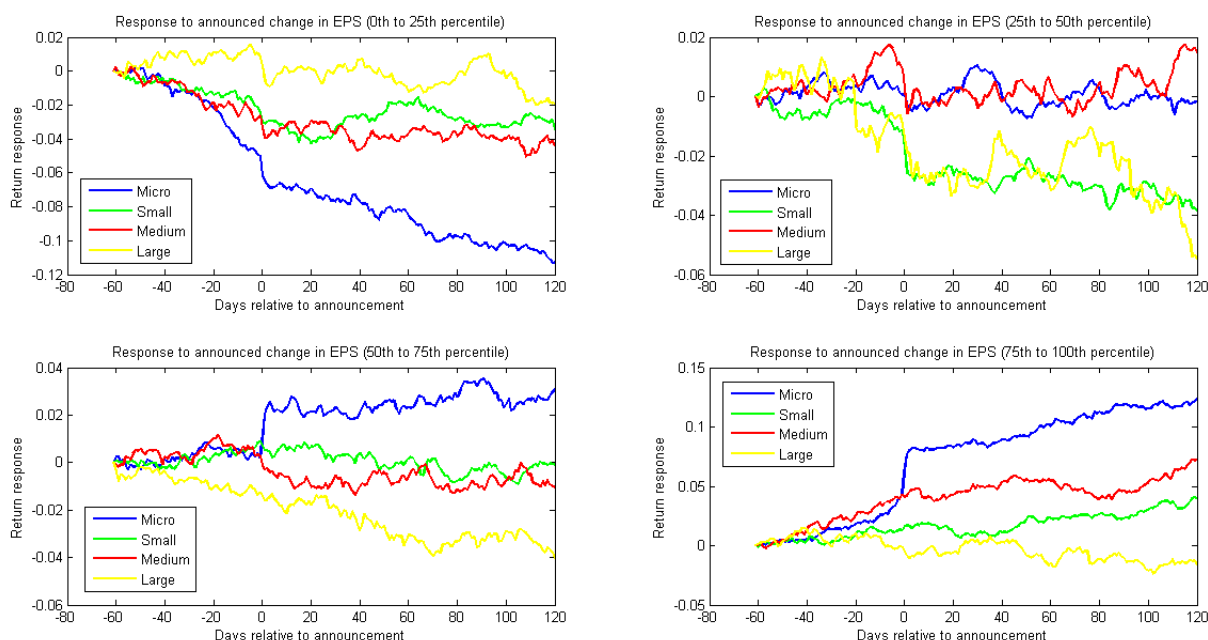 Response to announced change in EPS (0th to 25th percentile)
Return response
0.02
0
-0.02
-0.04
-0.06
-0.08
-0.1
-0.12
Micro
Small
Medium
Large
-80 -60 -40 -20 0 20 40 60 80 100 120
Days relative to announcement
Response to announced change in EPS (25th to 50th percentile)
Return response
0.02
0
-0.02
-0.04
-0.06
Micro
Small
Medium
Large
-80 -60 -40 -20 0 20 40 60 80 100 120
Days relative to announcement
Response to announced change in EPS (50th to 75th percentile)
Return response
0.04
0.02
0
-0.02
-0.04
-0.06
Micro
Small
Medium
Large
-80 -60 -40 -20 0 20 40 60 80 100 120
Days relative to announcement
Response to announced change in EPS (75th to 100th percentile)
Return response
0.15
0.1
0.05
0
-0.05
Micro
Small
Medium
Large
-80 -60 -40 -20 0 20 40 60 80 100 120
Days relative to announcement